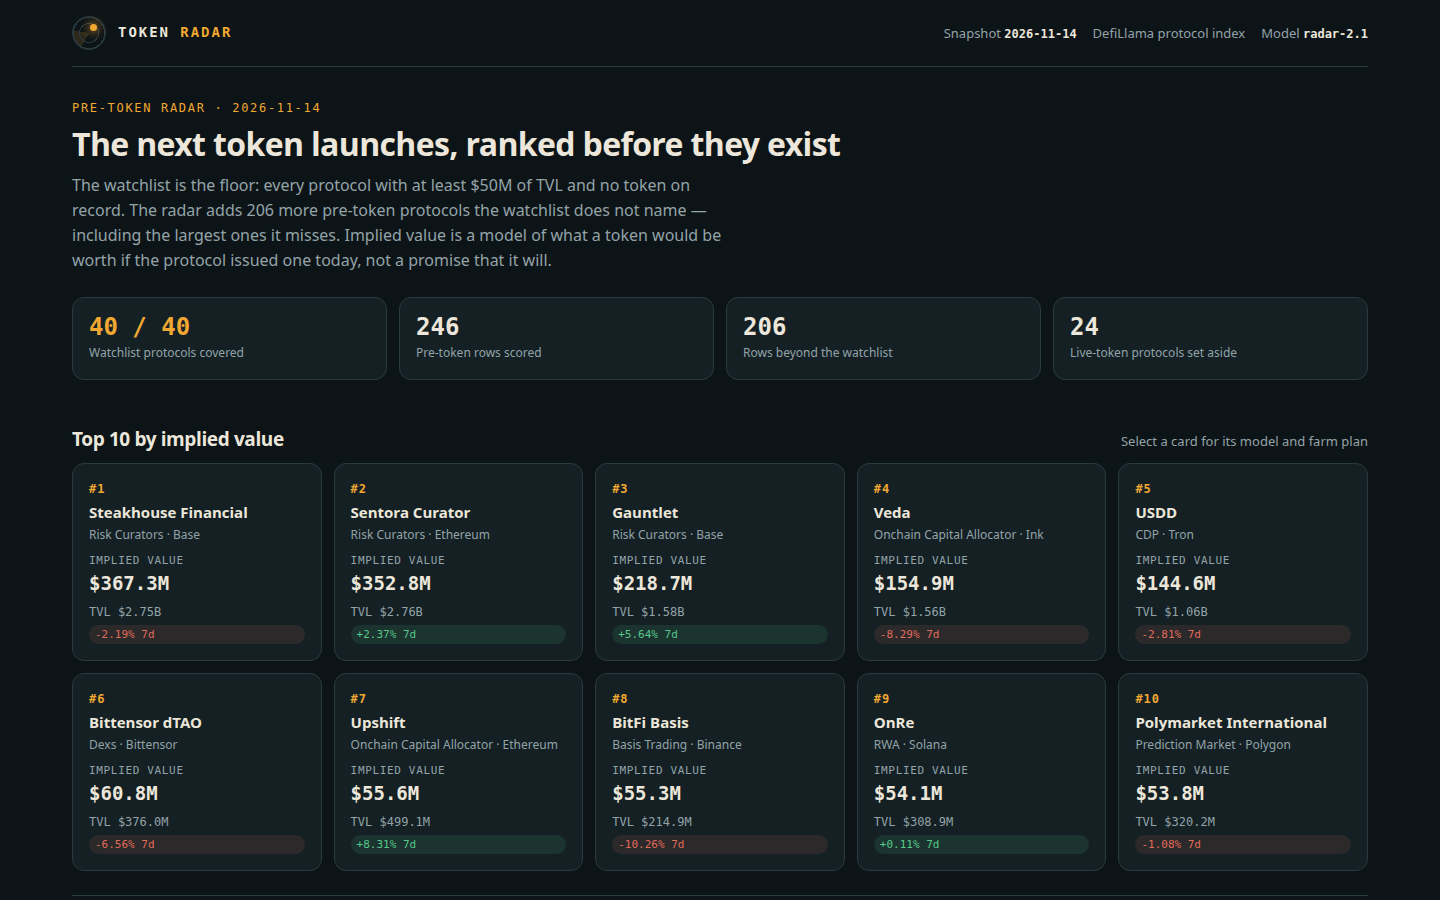 TOKEN RADAR
Snapshot 2026-11-14 DefiLlama protocol index Model radar-2.1
PRE-TOKEN RADAR · 2026-11-14
The next token launches, ranked before they exist
The watchlist is the floor: every protocol with at least $50M of TVL and no token on
record. The radar adds 206 more pre-token protocols the watchlist does not name —
including the largest ones it misses. Implied value is a model of what a token would be
worth if the protocol issued one today, not a promise that it will.
40 / 40
Watchlist protocols covered
246
Pre-token rows scored
206
Rows beyond the watchlist
24
Live-token protocols set aside
Top 10 by implied value
Select a card for its model and farm plan
#1
Steakhouse Financial
Risk Curators · Base
IMPLIED VALUE
$367.3M
TVL $2.75B
-2.19% 7d
#2
Sentora Curator
Risk Curators · Ethereum
IMPLIED VALUE
$352.8M
TVL $2.76B
+2.37% 7d
#3
Gauntlet
Risk Curators · Base
IMPLIED VALUE
$218.7M
TVL $1.58B
+5.64% 7d
#4
Veda
Onchain Capital Allocator · Ink
IMPLIED VALUE
$154.9M
TVL $1.56B
-8.29% 7d
#5
USDD
CDP · Tron
IMPLIED VALUE
$144.6M
TVL $1.06B
-2.81% 7d
#6
Bittensor dTAO
Dexs · Bittensor
IMPLIED VALUE
$60.8M
TVL $376.0M
-6.56% 7d
#7
Upshift
Onchain Capital Allocator · Ethereum
IMPLIED VALUE
$55.6M
TVL $499.1M
+8.31% 7d
#8
BitFi Basis
Basis Trading · Binance
IMPLIED VALUE
$55.3M
TVL $214.9M
-10.26% 7d
#9
OnRe
RWA · Solana
IMPLIED VALUE
$54.1M
TVL $308.9M
+0.11% 7d
#10
Polymarket International
Prediction Market · Polygon
IMPLIED VALUE
$53.8M
TVL $320.2M
-1.08% 7d